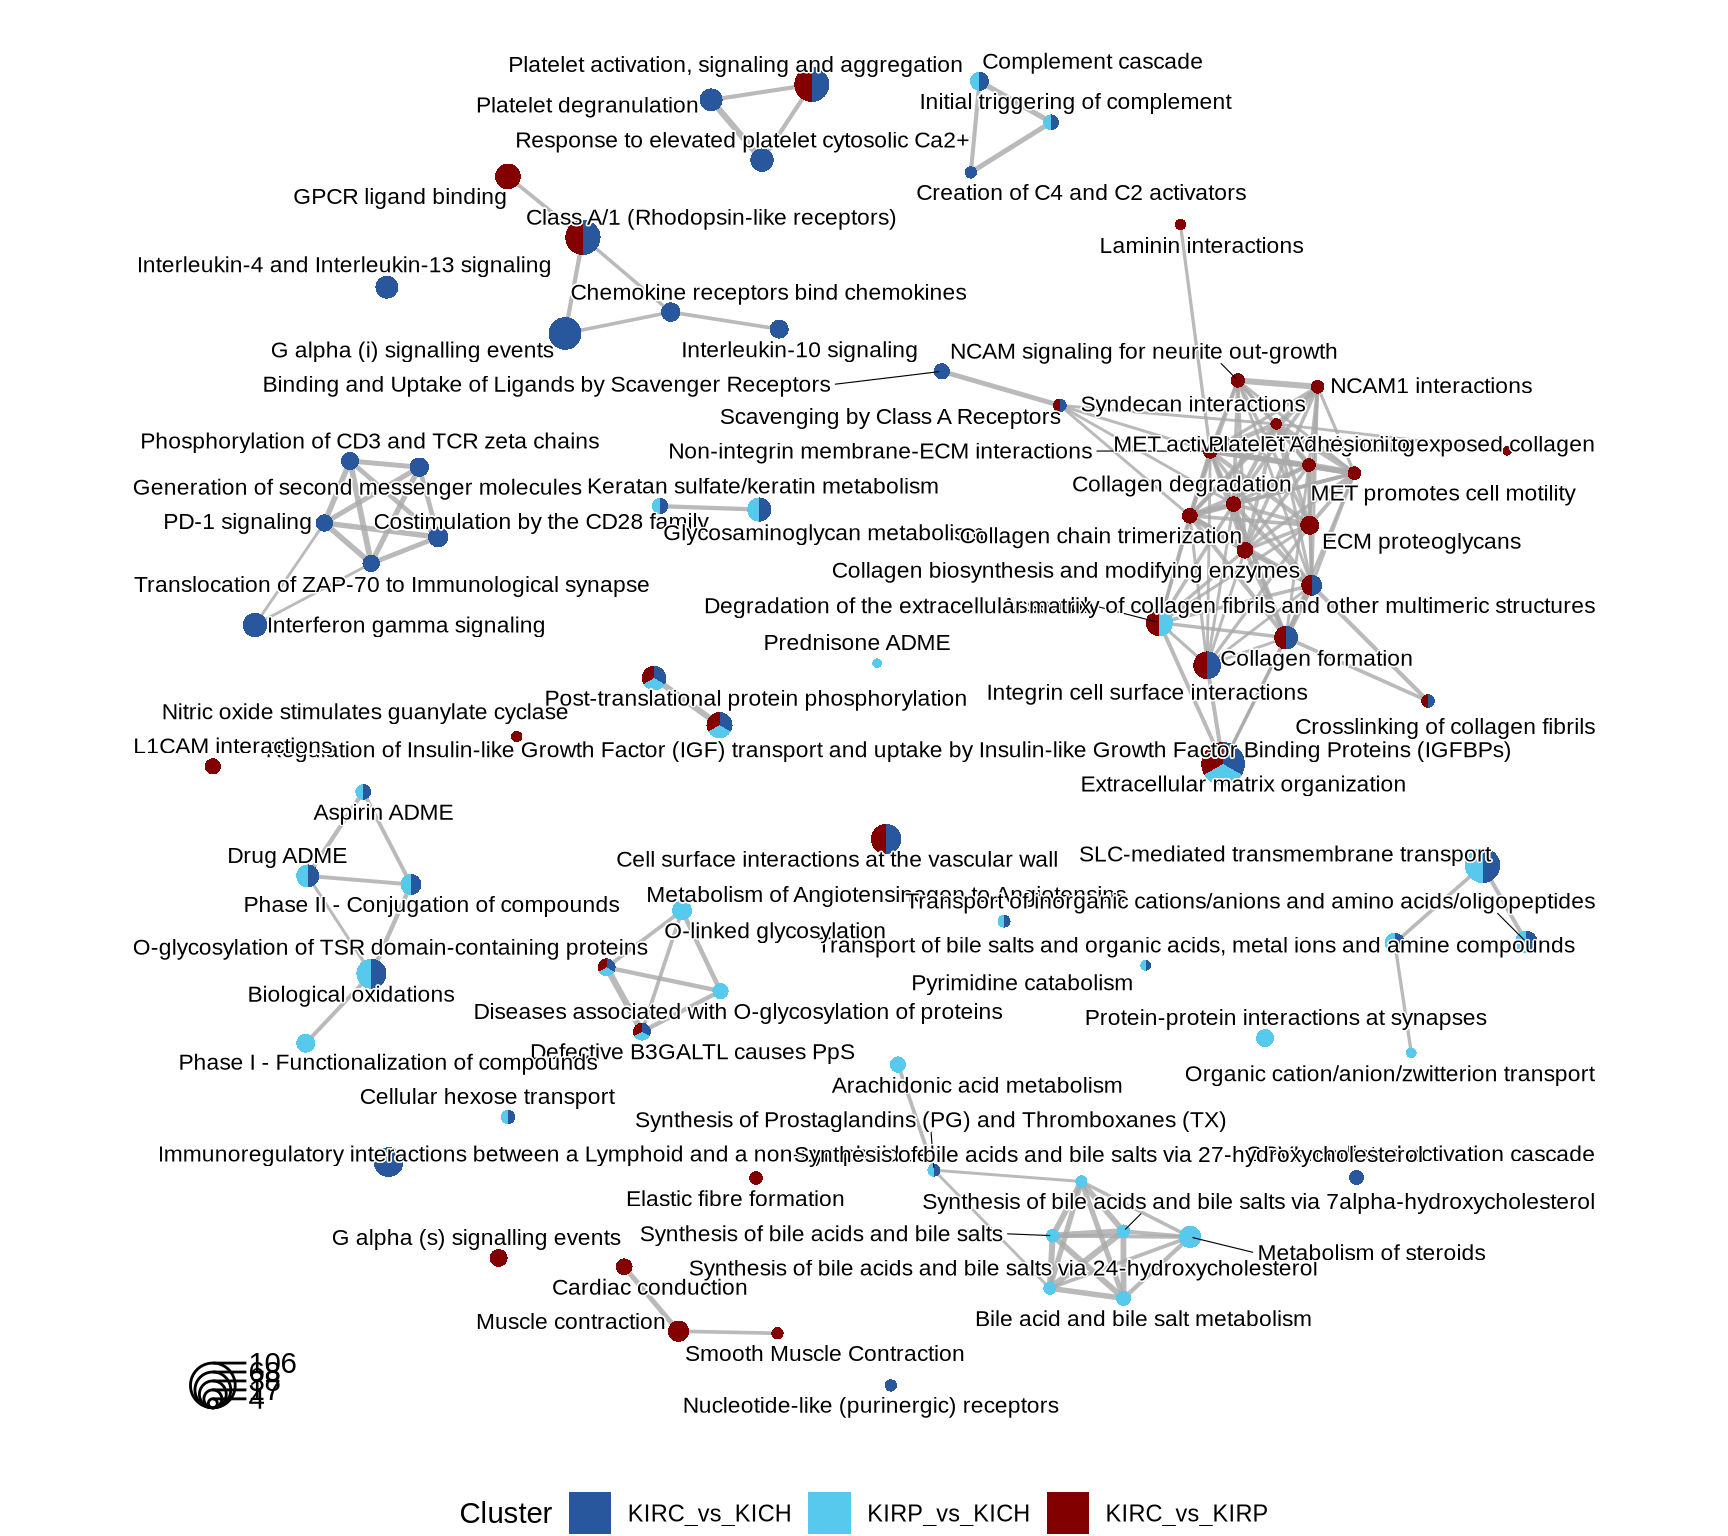 Platelet activation, signaling and aggregation
Complement cascade
Platelet degranulation
Initial triggering of complement
Response to elevated platelet cytosolic Ca2+
GPCR ligand binding
Creation of C4 and C2 activators
Class A/1 (Rhodopsin-like receptors)
Laminin interactions
Interleukin-4 and Interleukin-13 signaling
Chemokine receptors bind chemokines
G alpha (i) signalling events
Interleukin-10 signaling
NCAM signaling for neurite out-growth
Binding and Uptake of Ligands by Scavenger Receptors
NCAM1 interactions
Scavenging by Class A Receptors
Syndecan interactions
Phosphorylation of CD3 and TCR zeta chains
Non-integrin membrane-ECM interactions
MET
Platelet Adhesion to exposed collagen
Generation of second messenger molecules
Keratan sulfate/keratin metabolism
Collagen degradation
MET promotes cell motility
PD-1 signaling
Costimulation by the CD28 family
Glycosaminoglycan metabolism
Collagen chain trimerization
ECM proteoglycans
Translocation of ZAP-70 to Immunological synapse
Collagen biosynthesis and modifying enzymes
Degradation of the extracellular matrix
of collagen fibrils and other multimeric structures
Interferon gamma signaling
Prednisone ADME
Collagen formation
Post-translational protein phosphorylation
Integrin cell surface interactions
Nitric oxide stimulates guanylate cyclase
Crosslinking of collagen fibrils
L1CAM interactions
Regulation of Insulin-like Growth Factor (IGF) transport and uptake by Insulin-like Growth Factor Binding Proteins (IGFBPs)
Extracellular matrix organization
Aspirin ADME
Drug ADME
Cell surface interactions at the vascular wall
SLC-mediated transmembrane transport
Phase II - Conjugation of compounds
Metabolism of Angiotensinogen to Angiotensins
Transport of inorganic cations/anions and amino acids/oligopeptides
O-linked glycosylation
O-glycosylation of TSR domain-containing proteins
Transport of bile salts and organic acids, metal ions and amine compounds
Biological oxidations
Pyrimidine catabolism
Diseases associated with O-glycosylation of proteins
Protein-protein interactions at synapses
Phase I - Functionalization of compounds
Defective B3GALTL causes PpS
Organic cation/anion/zwitterion transport
Arachidonic acid metabolism
Cellular hexose transport
Synthesis of Prostaglandins (PG) and Thromboxanes (TX)
Immunoregulatory interactions between a Lymphoid and a
Synthesis of bile acids and bile salts via 27-hydroxycholesterol
activation cascade
Elastic fibre formation
Synthesis of bile acids and bile salts via 7alpha-hydroxycholesterol
G alpha (s) signalling events
Synthesis of bile acids and bile salts
Metabolism of steroids
Synthesis of bile acids and bile salts via 24-hydroxycholesterol
Cardiac conduction
Muscle contraction
Bile acid and bile salt metabolism
Smooth Muscle Contraction
106
4
Nucleotide-like (purinergic) receptors
Cluster KIRC_vs_KICH KIRP_vs_KICH KIRC_vs_KIRP